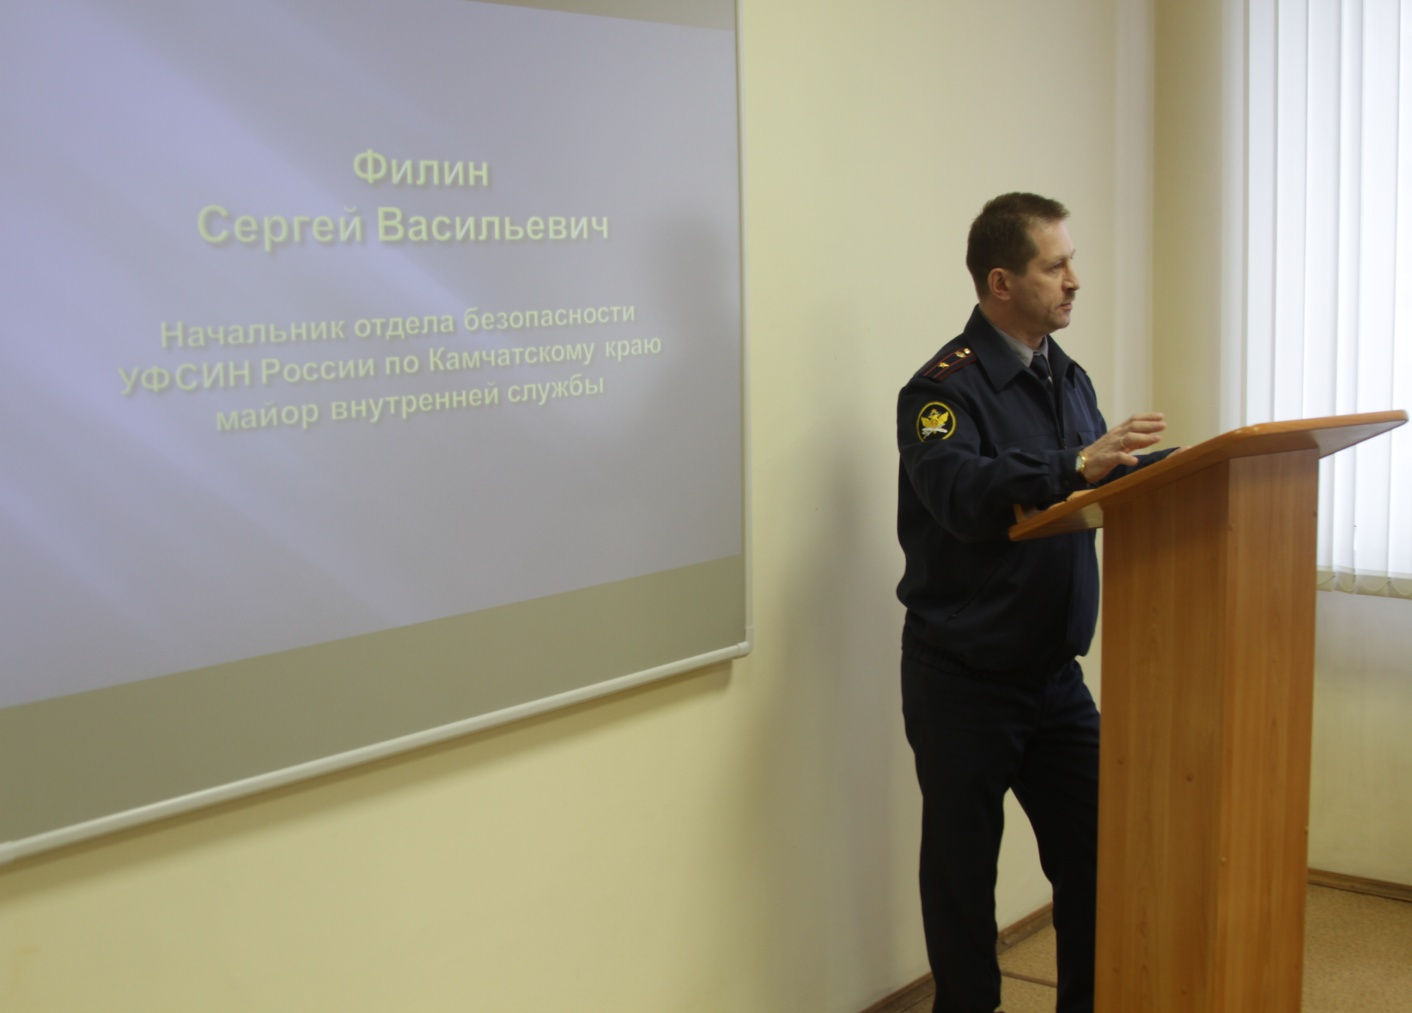 Филин
Сергей Васильевич
Начальник отдела безопасности
УФСИН России по Камчатскому краю
майор внутренней службы